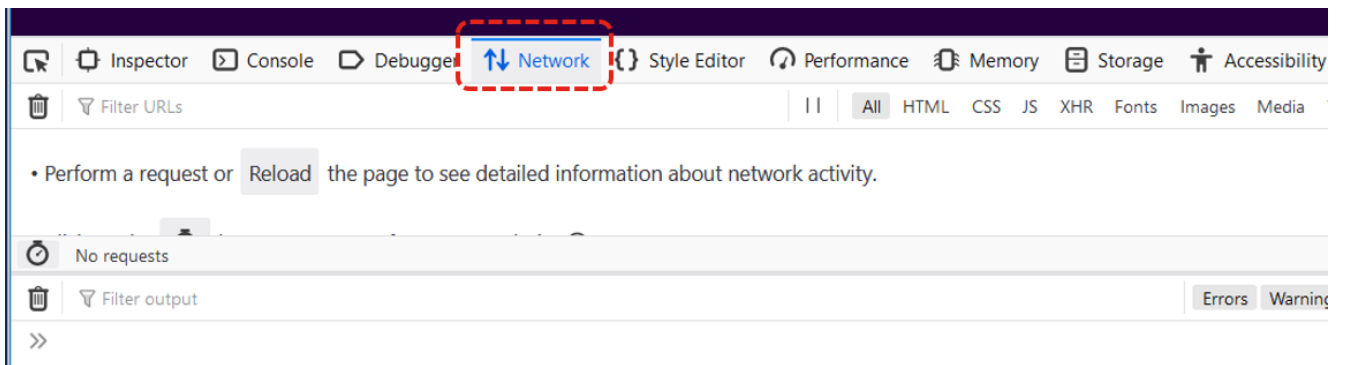 Inspector Console Debugger Network Style Editor Performance Memory Storage Accessibility
Filter URLs All HTML CSS JS XHR Fonts Images Media
• Perform a request or Reload the page to see detailed information about network activity.
No requests
Filter output Errors